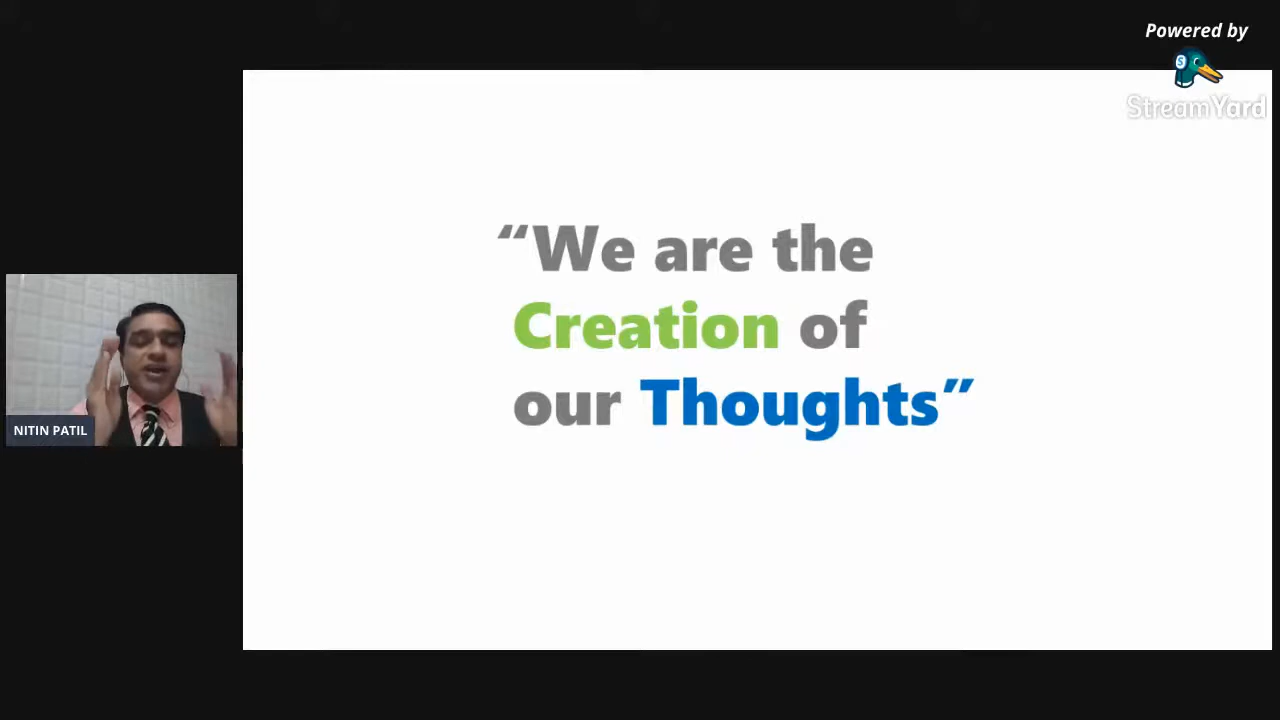 Powered by
StreamYard
“We are the
Creation of
our Thoughts”
NITIN PATIL